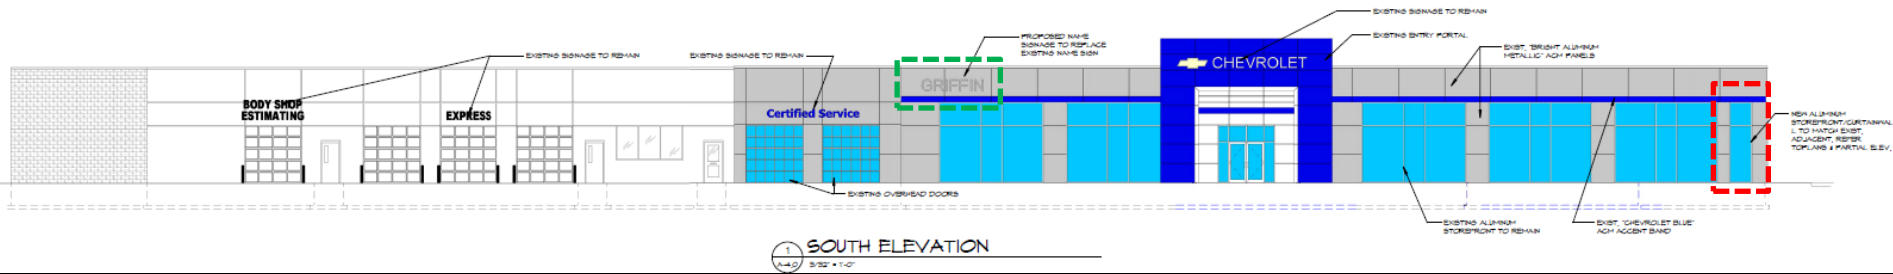 EXISTING SIGNAGE TO REMAIN
PROPOSED NAME
SIGNAGE TO REPLACE
EXISTING NAME SIGN
EXISTING ENTRY PORTAL
EXISTING SIGNAGE TO REMAIN
EXISTING SIGNAGE TO REMAIN
EXIST. "BRIGHT ALUMINUM
METALLIC" ACM PANELS
CHEVROLET
GRIFFIN
BODY SHOP
ESTIMATING
EXPRESS
Certified Service
NEW ALUMINUM
STOREFRONT/CURTAINWAL
L TO MATCH EXIST,
ADJACENT, REFER
TOPLANS & PARTIAL ELEV,
EXISTING OVERHEAD DOORS
EXISTING ALUMINUM
STOREFRONT TO REMAIN
EXIST, "CHEVROLET BLUE"
ACM ACCENT BAND
1
A-4.0
SOUTH ELEVATION
3/32" = 1'-0"